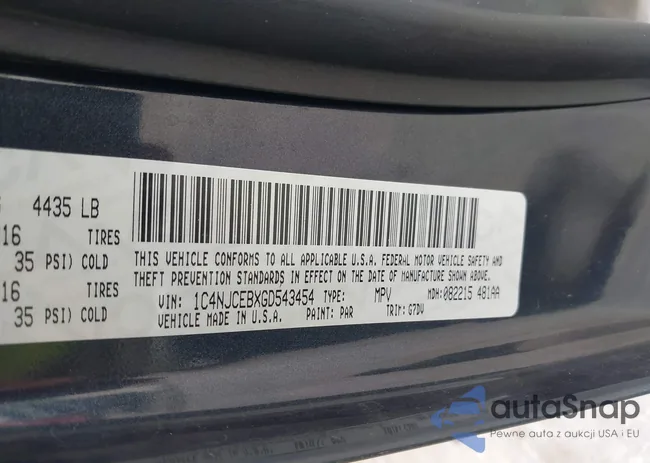 4435 LB
16 TIRES
35 PSI) COLD
16 TIRES
35 PSI) COLD
THIS VEHICLE CONFORMS TO ALL APPLICABLE U.S.A. FEDERAL MOTOR VEHICLE SAFETY AND
THEFT PREVENTION STANDARDS IN EFFECT ON THE DATE OF MANUFACTURE SHOWN ABOVE.
VIN: 1C4NJCEBXGD543454 TYPE: MPV MDH: 082215 481AA
VEHICLE MADE IN U.S.A. PAINT: PAR TRIM: G7DV
autaSnap
Pewne auta z aukcji USA i EU